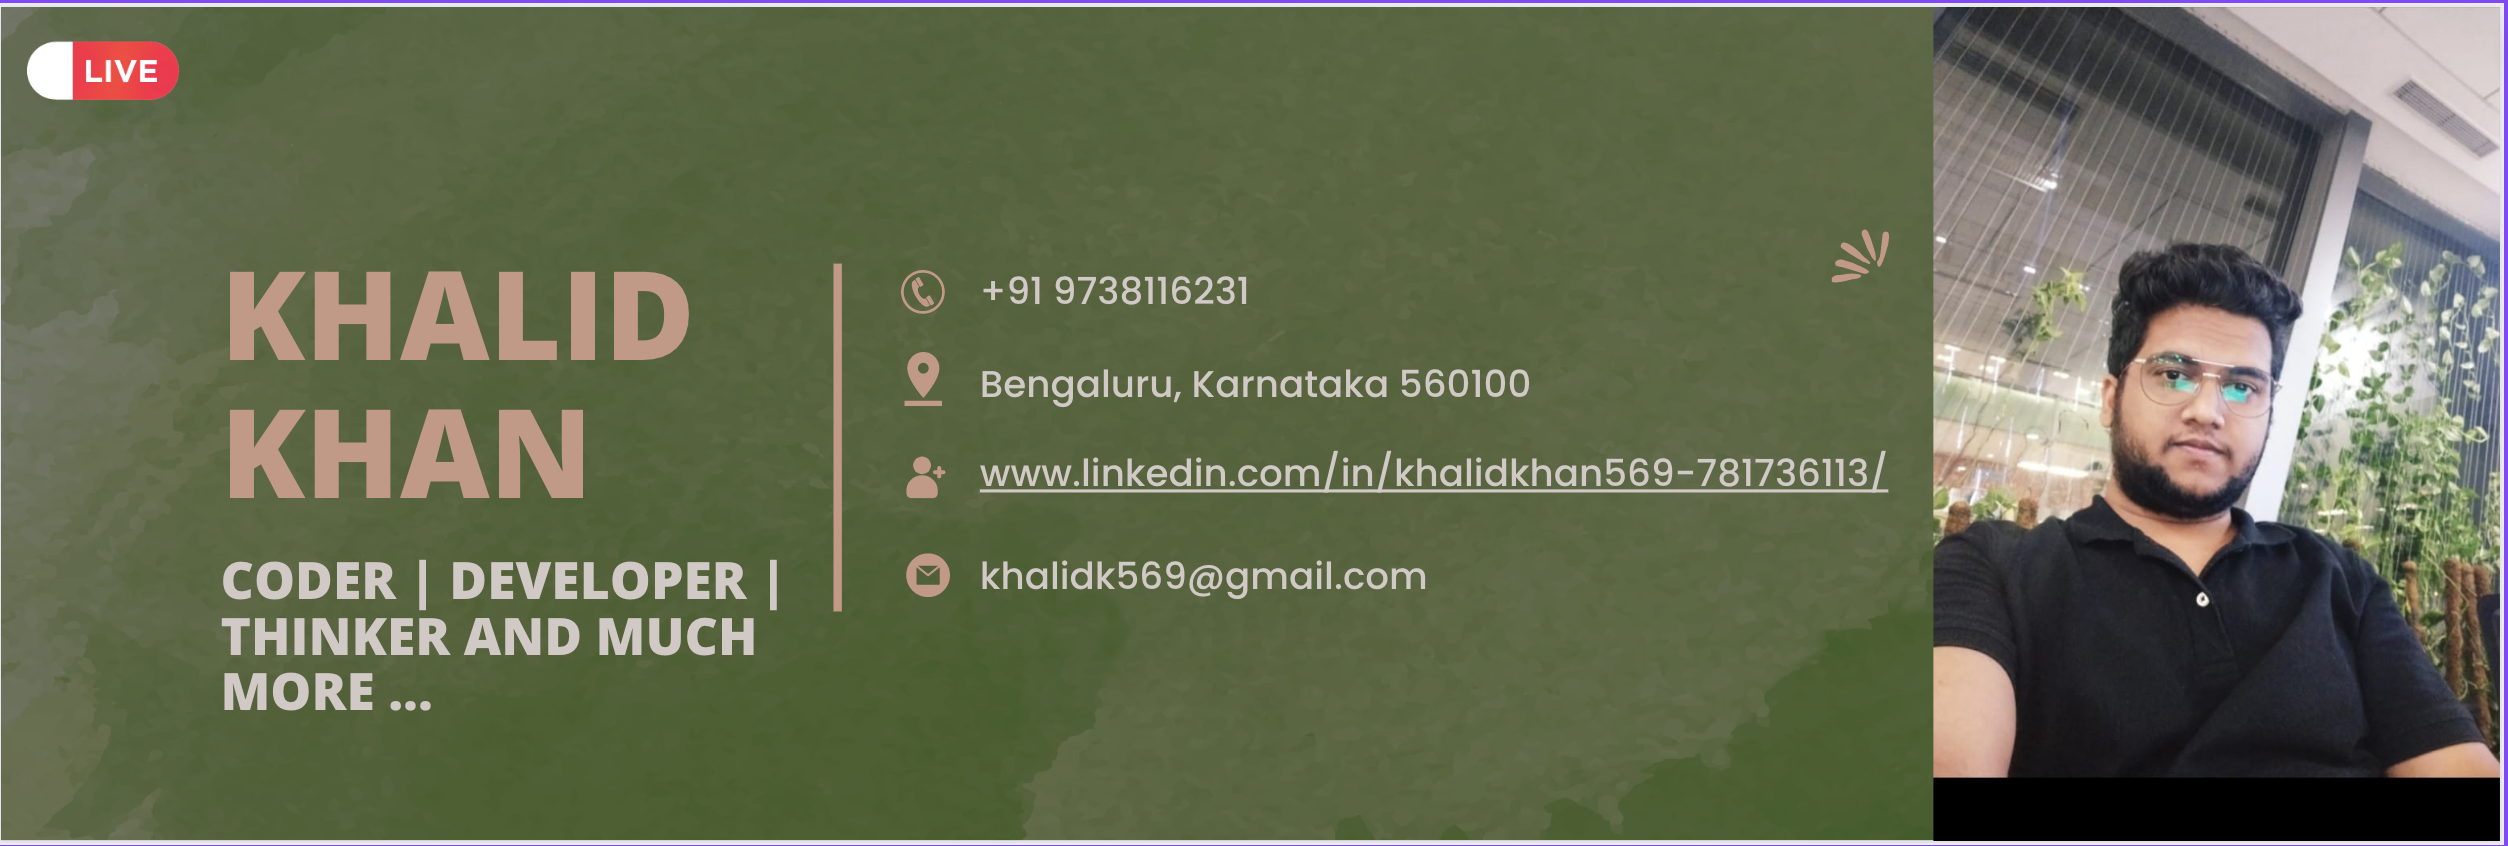 LIVE
KHALID
KHAN
CODER | DEVELOPER |
THINKER AND MUCH
MORE ...
+91 9738116231
Bengaluru, Karnataka 560100
www.linkedin.com/in/khalidkhan569-781736113/
khalidk569@gmail.com